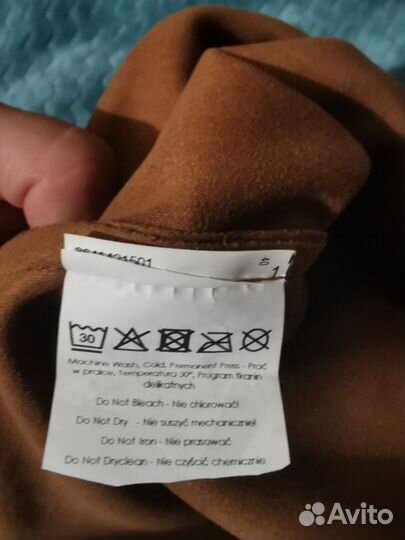 30
Machine Wash, Cold, Permanent Press - Prać
w pralce, Temperatura 30°, Program tkanin
delikatnych
Do Not Bleach - Nie chlorować!
Do Not Dry - Nie suszyć mechanicznie!
Do Not Iron - Nie prasować
Do Not Dryclean - Nie czyścić chemicznie
Avito